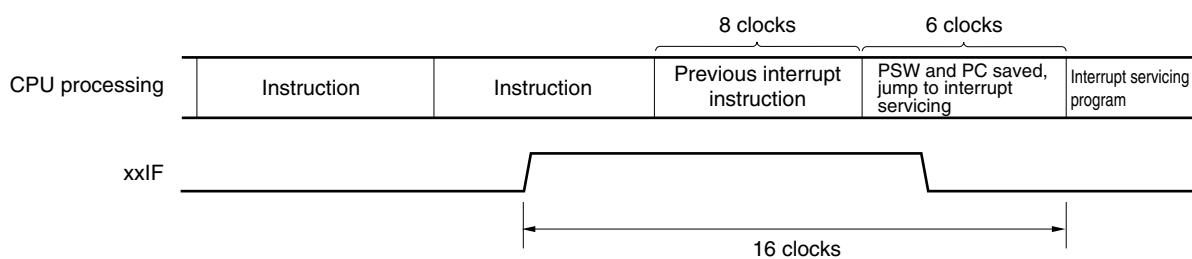 8 clocks
6 clocks
CPU processing
Instruction
Instruction
Previous interrupt
instruction
PSW and PC saved,
jump to interrupt
servicing
Interrupt servicing
program
xxIF
16 clocks